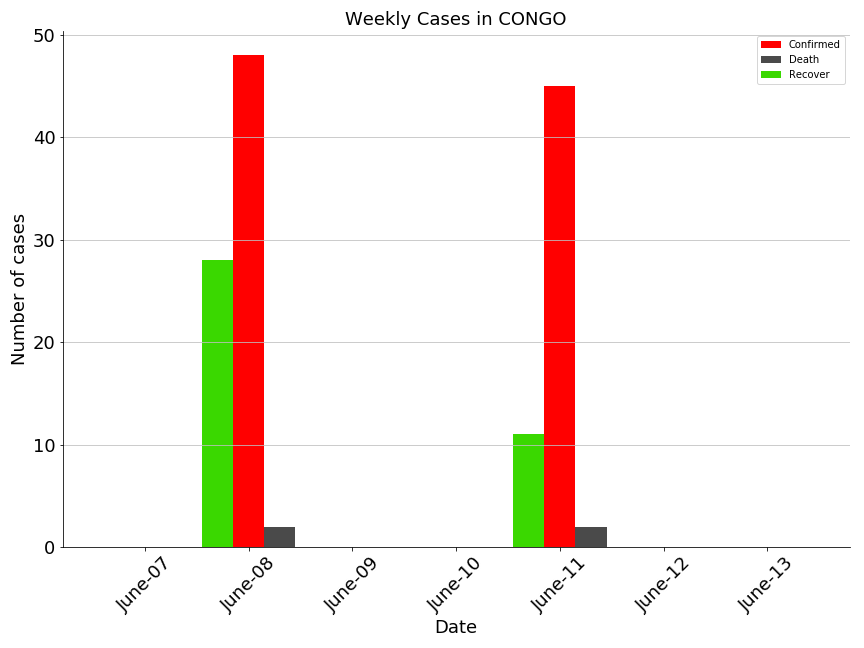 Weekly Cases in CONGO
Confirmed
Death
Recover
Number of cases
50
40
30
20
10
0
June-07
June-08
June-09
June-10
June-11
June-12
June-13
Date